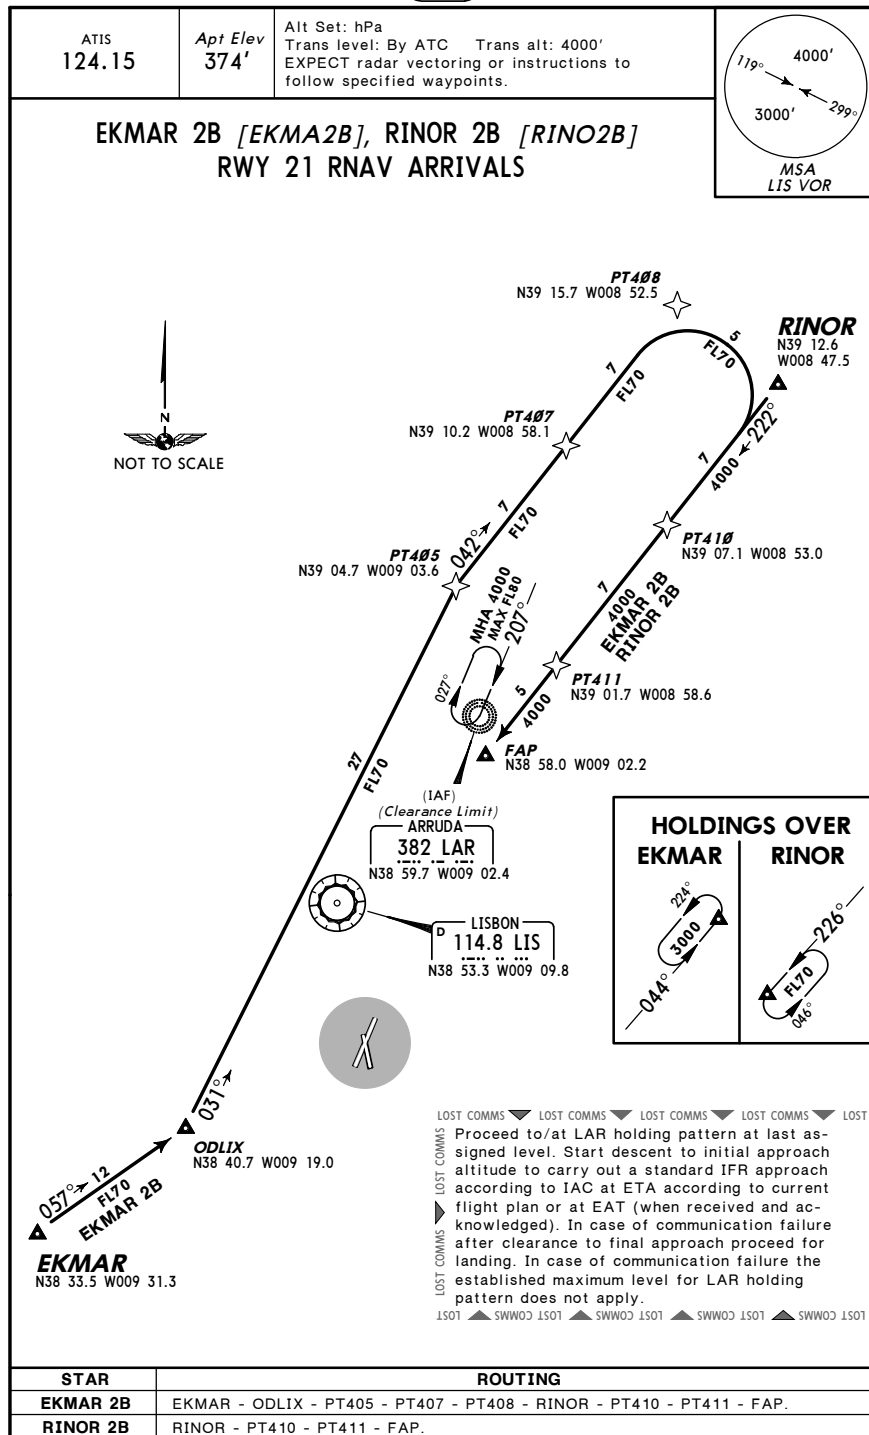 ATIS
124.15
Apt Elev
374'
Alt Set: hPa
Trans level: By ATC Trans alt: 4000'
EXPECT radar vectoring or instructions to
follow specified waypoints.
119°
4000'
3000'
299°
MSA
LIS VOR
EKMAR 2B [EKMA2B], RINOR 2B [RINO2B]
RWY 21 RNAV ARRIVALS
PT4Ø8
N39 15.7 W008 52.5
RINOR
N39 12.6
W008 47.5
5
FL70
7
FL70
N
NOT TO SCALE
PT4Ø7
N39 10.2 W008 58.1
222°
7
4000
7
FL70
042°
PT4Ø5
N39 04.7 W009 03.6
PT41Ø
N39 07.1 W008 53.0
MHA 4000
MAX FL80
207°
027°
7
4000
EKMAR 2B
RINOR 2B
PT411
N39 01.7 W008 58.6
5
4000
FAP
N38 58.0 W009 02.2
27
FL70
(IAF)
(Clearance Limit)
ARRUDA
382 LAR
N38 59.7 W009 02.4
LISBON
D
114.8 LIS
N38 53.3 W009 09.8
HOLDINGS OVER
EKMAR
RINOR
224°
3000
044°
226°
FL70
046°
031°
ODLIX
N38 40.7 W009 19.0
057°
12
FL70
EKMAR 2B
EKMAR
N38 33.5 W009 31.3
LOST COMMS LOST COMMS LOST COMMS LOST COMMS LOST
LOST COMMS
LOST COMMS
Proceed to/at LAR holding pattern at last as-
signed level. Start descent to initial approach
altitude to carry out a standard IFR approach
according to IAC at ETA according to current
flight plan or at EAT (when received and ac-
knowledged). In case of communication failure
after clearance to final approach proceed for
landing. In case of communication failure the
established maximum level for LAR holding
pattern does not apply.
LOST COMMS LOST COMMS LOST COMMS LOST COMMS LOST
STAR ROUTING
EKMAR 2B EKMAR - ODLIX - PT405 - PT407 - PT408 - RINOR - PT410 - PT411 - FAP.
RINOR 2B RINOR - PT410 - PT411 - FAP.